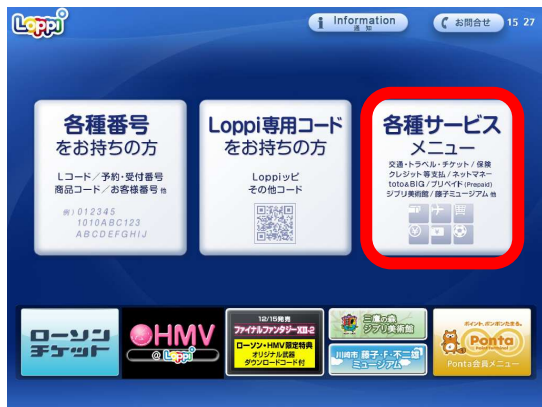 Loppi
i Information
通知
お問合せ
15 27
各種番号
をお持ちの方
Lコード／予約・受付番号
商品コード／お客様番号 他
例）012345
1010ABC123
ABCDEFGHIJ
Loppi専用コード
をお持ちの方
Loppiッピ
その他コード
各種サービス
メニュー
交通・トラベル・チケット／保険
クレジット等支払／ネットマネー
toto&BIG／プリペイド(Prepaid)
ジブリ美術館／藤子ミュージアム 他
ローソン
チケット
HMV
@Loppi
12/15発売
ファイナルファンタジーXIII-2
ローソン・HMV限定特典
オリジナル武器
ダウンロードコード付
三鷹の森
ジブリ美術館
川崎市 藤子・F・不二雄
ミュージアム
ポイント、ポンポンたまる。
Ponta
Ponta会員メニュー